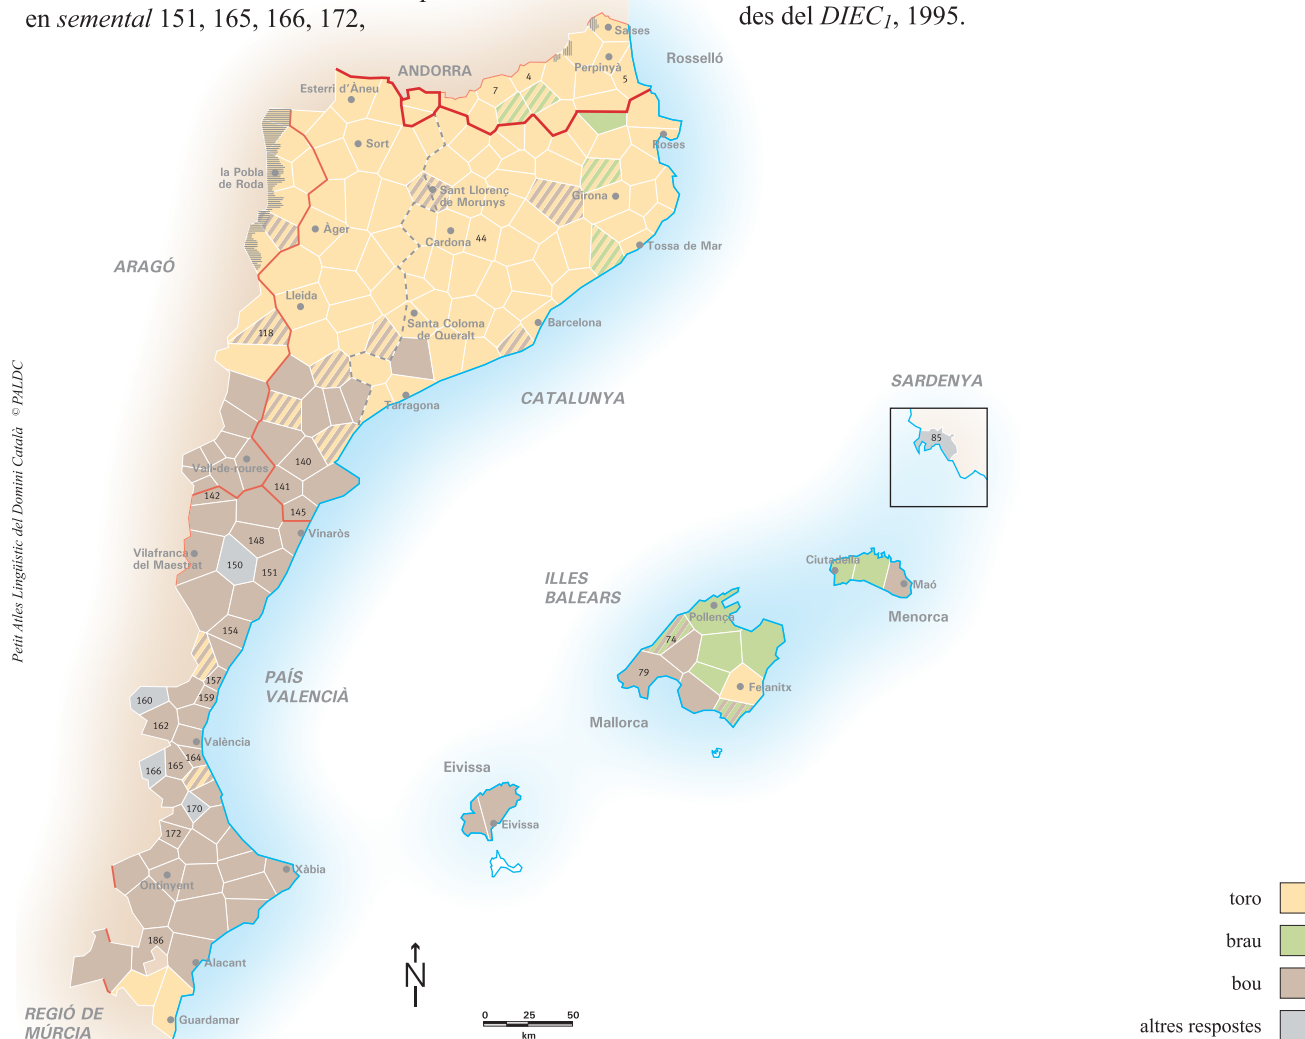 en semental 151, 165, 166, 172,
des del DIEC1, 1995.
Salses
Rosselló
Perpinyà
ANDORRA
4
5
7
Esterri d'Àneu
Roses
Sort
la Pobla
de Roda
Sant Llorenç
de Morunys
Girona
Àger
Cardona
44
Tossa de Mar
ARAGÓ
Lleida
Santa Coloma
de Queralt
Barcelona
118
SARDENYA
CATALUNYA
Tarragona
85
140
Vall-de-roures
141
142
145
Vinaròs
148
Vilafranca
del Maestrat
150
151
Ciutadella
Maó
Menorca
ILLES
BALEARS
Pollença
154
74
79
157
Felanitx
PAÍS
VALENCIÀ
159
160
162
Mallorca
València
164
165
166
Eivissa
170
Eivissa
172
Xàbia
Ontinyent
186
Alacant
N
REGIÓ DE
MÚRCIA
Guardamar
0 25 50
km
toro
brau
bou
altres respostes
Petit Atles Lingüístic del Domini Català © PALDC